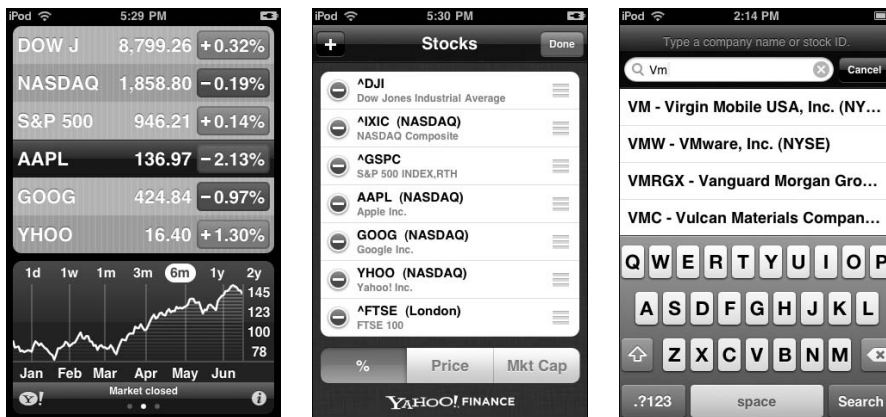 iPod 5:29 PM
DOW J 8,799.26 +0.32%
NASDAQ 1,858.80 −0.19%
S&P 500 946.21 +0.14%
AAPL 136.97 −2.13%
GOOG 424.84 −0.97%
YHOO 16.40 +1.30%
1d 1w 1m 3m 6m 1y 2y
145
123
100
78
Jan Feb Mar Apr May Jun
Y! Market closed i
iPod 5:30 PM
+ Stocks Done
^DJI
Dow Jones Industrial Average
^IXIC (NASDAQ)
NASDAQ Composite
^GSPC
S&P 500 INDEX,RTH
AAPL (NASDAQ)
Apple Inc.
GOOG (NASDAQ)
Google Inc.
YHOO (NASDAQ)
Yahoo! Inc.
^FTSE (London)
FTSE 100
% Price Mkt Cap
YAHOO! FINANCE
iPod 2:14 PM
Type a company name or stock ID.
Vm Cancel
VM - Virgin Mobile USA, Inc. (NY...
VMW - VMware, Inc. (NYSE)
VMRGX - Vanguard Morgan Gro...
VMC - Vulcan Materials Compan...
Q W E R T Y U I O P
A S D F G H J K L
Z X C V B N M
.?123 space Search